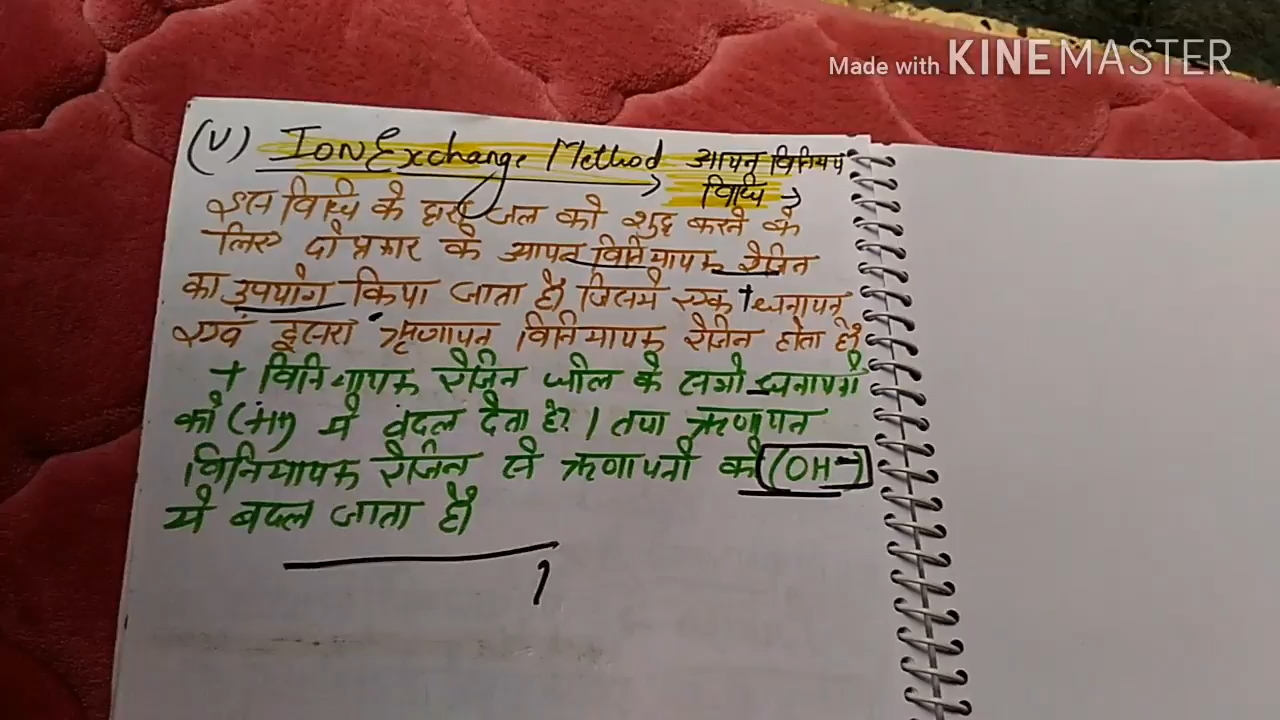 Made with KINEMASTER
(V) Ion Exchange Method आयन विनिमय
विधि →
इस विधि के द्वारा जल को शुद्ध करने के
लिए दो प्रकार के आयन विनिमायक रेजिन
का उपयोग किया जाता है। जिसमे एक + धनायन
एवं दूसरा ऋणायन विनिमायक रेजिन होता है।
+ विनिमायक रेजिन घोल के सभी धनायनो
को में बदल देता है। तथा ऋणायन
विनिमायक रेजिन से ऋणायनो को (OH-)
मे बदल जाता है।